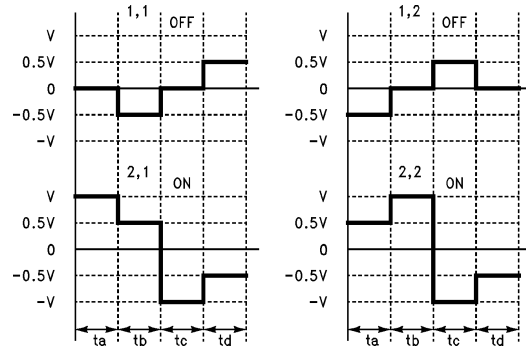 1,1 OFF
V
0.5V
0
-0.5V
-V
2,1 ON
V
0.5V
0
-0.5V
-V
ta tb tc td
1,2 OFF
V
0.5V
0
-0.5V
-V
2,2 ON
V
0.5V
0
-0.5V
-V
ta tb tc td